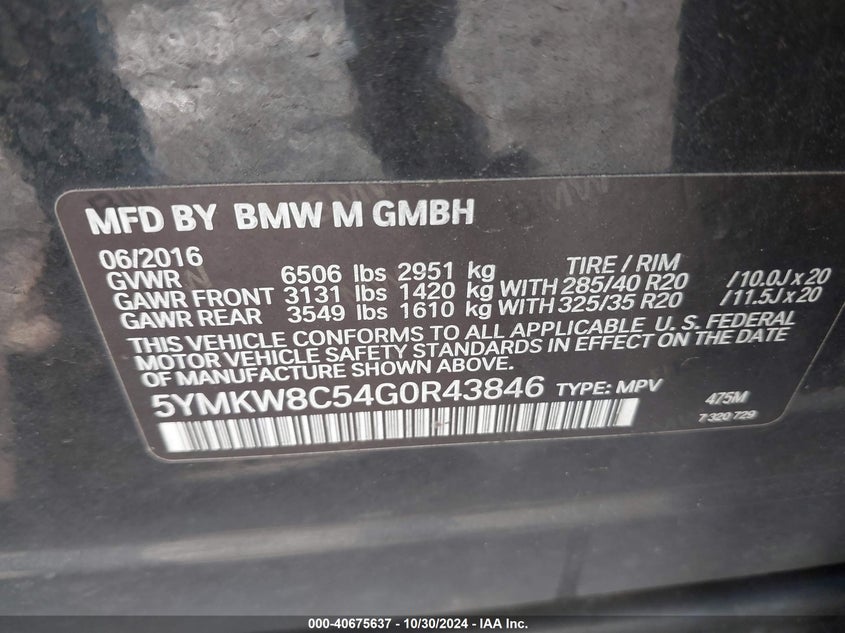 MFD BY BMW M GMBH
06/2016
GVWR 6506 lbs 2951 kg TIRE / RIM
GAWR FRONT 3131 lbs 1420 kg WITH 285/40 R20 /10.0J x 20
GAWR REAR 3549 lbs 1610 kg WITH 325/35 R20 /11.5J x 20
THIS VEHICLE CONFORMS TO ALL APPLICABLE U. S. FEDERAL
MOTOR VEHICLE SAFETY STANDARDS IN EFFECT ON THE DATE
OF MANUFACTURE SHOWN ABOVE.
5YMKW8C54G0R43846 TYPE: MPV 475M
7 320 729
000-40675637 - 10/30/2024 - IAA Inc.